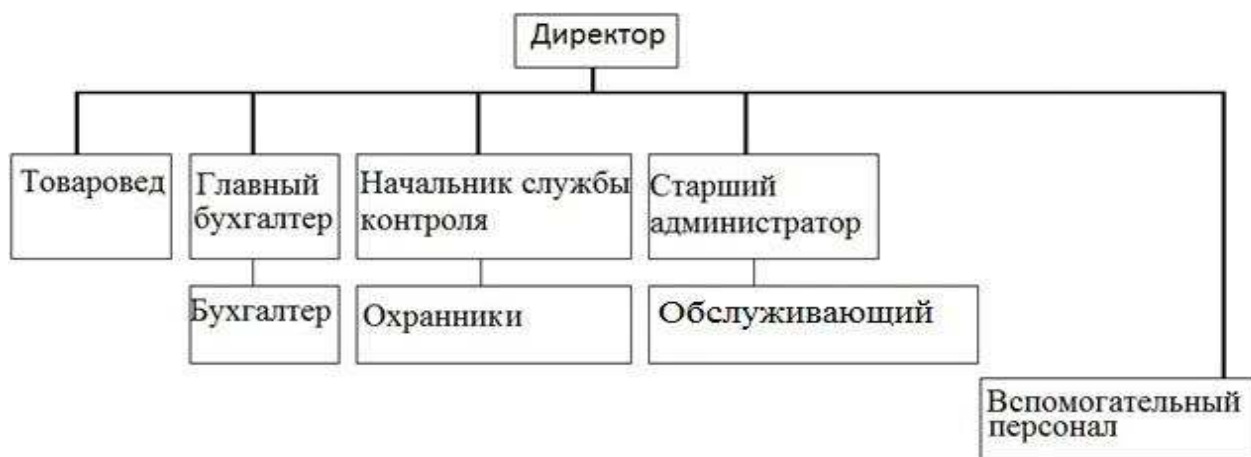 Директор
Товаровед
Главный
бухгалтер
Начальник службы
контроля
Старший
администратор
Бухгалтер
Охранники
Обслуживающий
Вспомогательный
персонал